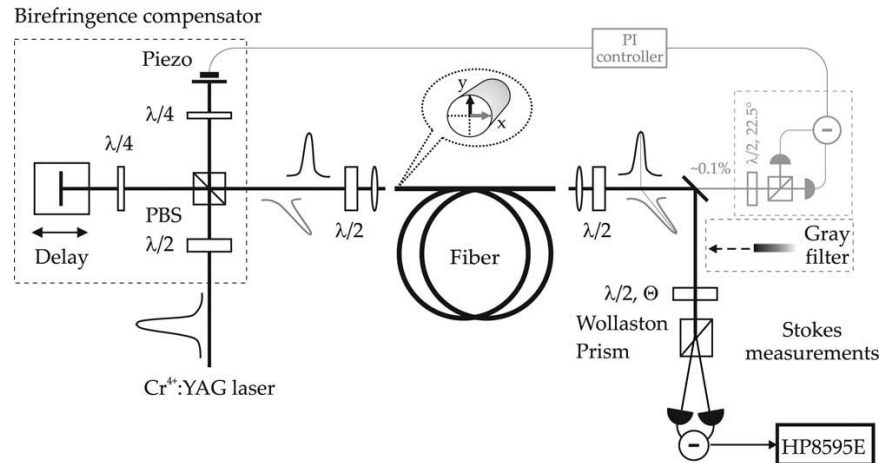 Birefringence compensator
Piezo
PI
controller
y
x
λ/4
λ/4
λ/2, 22.5°
−
~0.1%
PBS
λ/2
λ/2
λ/2
Delay
Fiber
Gray
filter
λ/2, Θ
Wollaston
Prism
Stokes
measurements
Cr⁴⁺:YAG laser
−
HP8595E